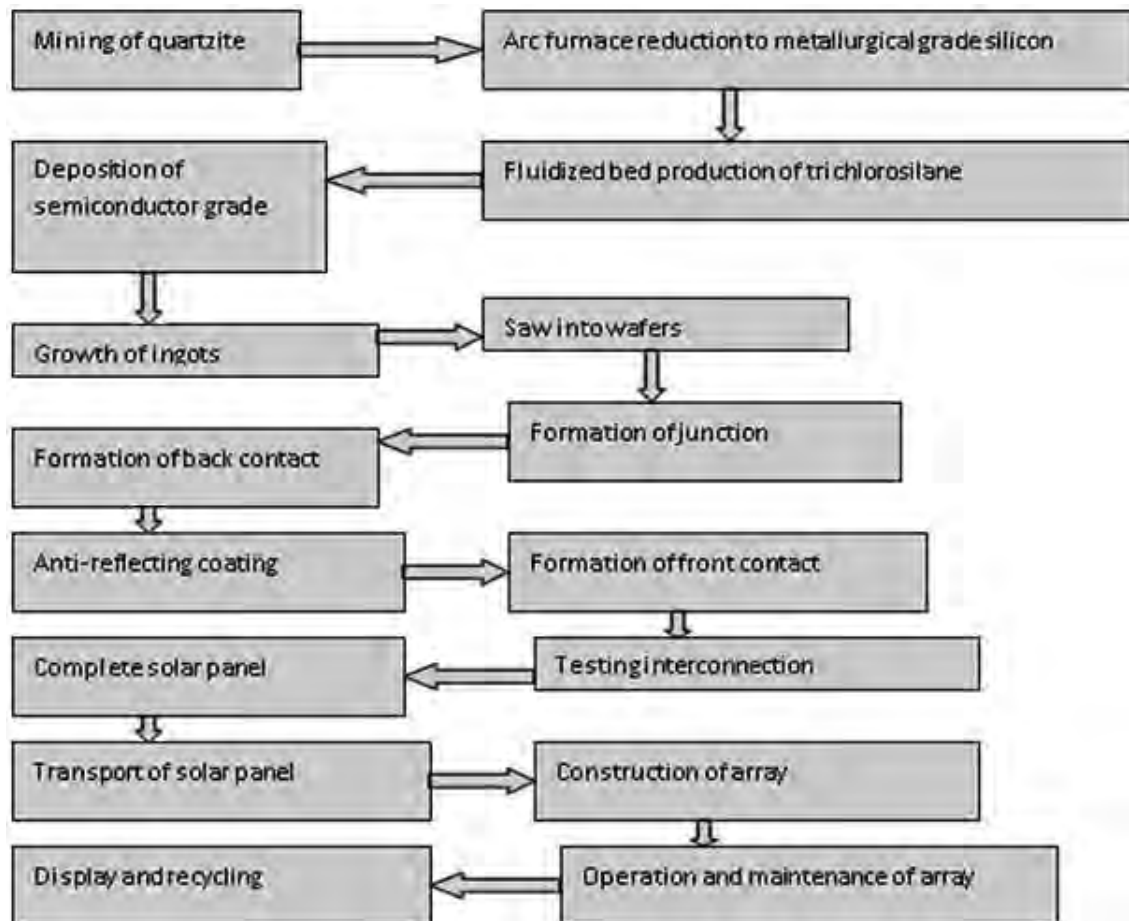 Mining of quartzite
Arc furnace reduction to metallurgical grade silicon
Fluidized bed production of trichlorosilane
Deposition of
semiconductor grade
Growth of ingots
Saw into wafers
Formation of junction
Formation of back contact
Anti-reflecting coating
Formation of front contact
Testing interconnection
Complete solar panel
Transport of solar panel
Construction of array
Operation and maintenance of array
Display and recycling